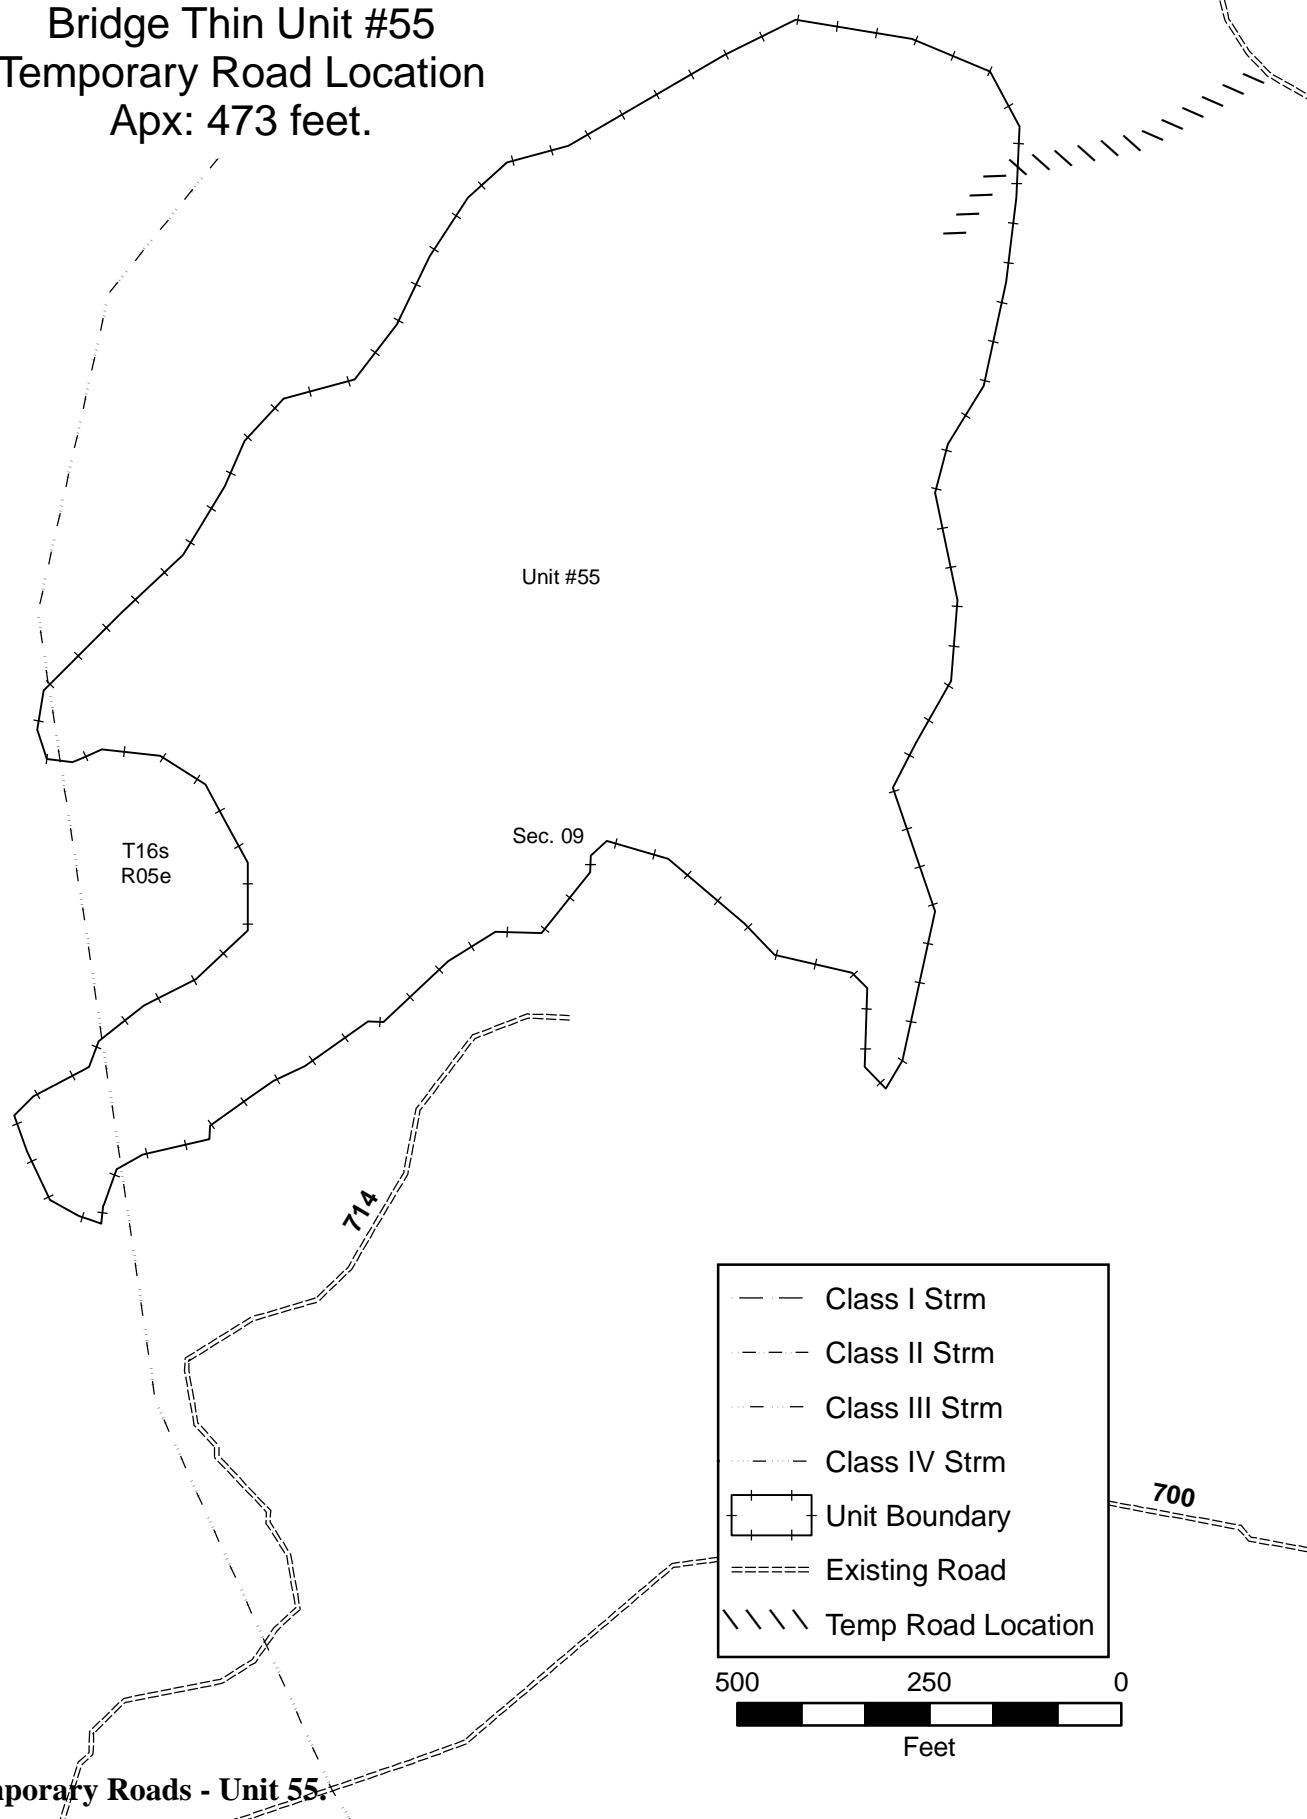 Bridge Thin Unit #55
Temporary Road Location
Apx: 473 feet.
Unit #55
Sec. 09
T16s
R05e
714
Class I Strm
Class II Strm
Class III Strm
Class IV Strm
700
Unit Boundary
Existing Road
Temp Road Location
500 250 0
Feet
mporary Roads - Unit 55.